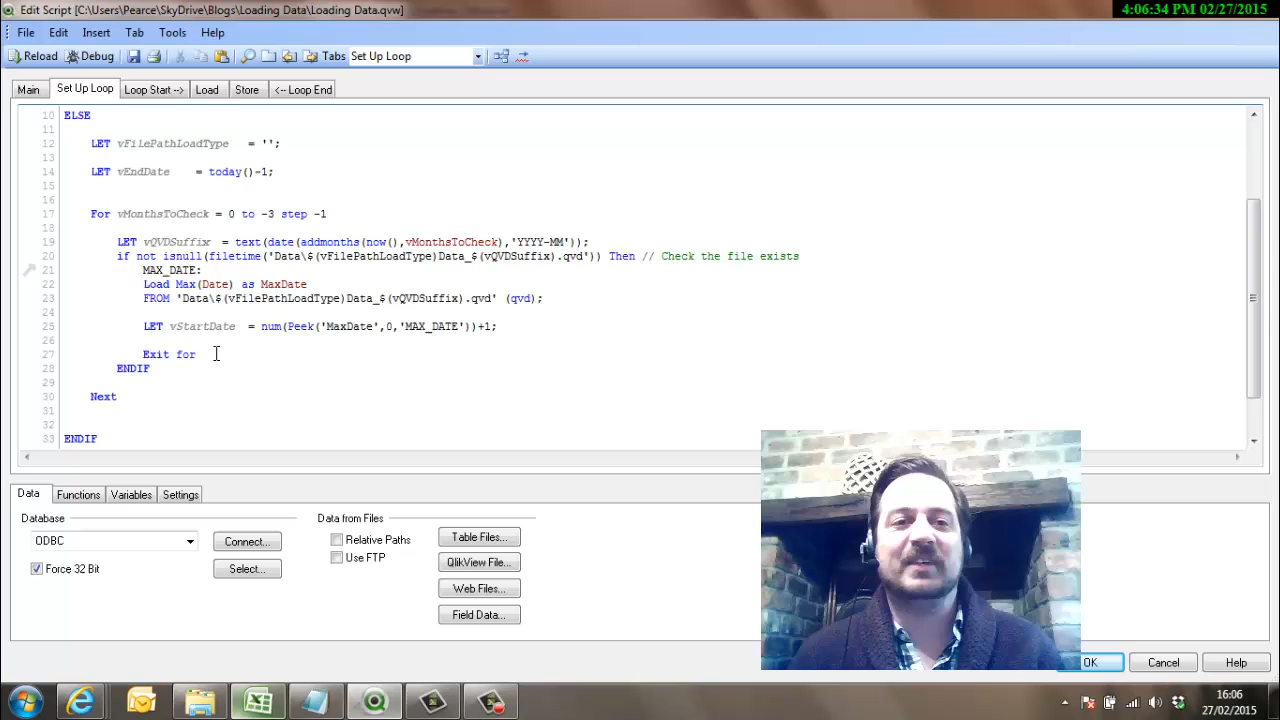 Edit Script [C:\Users\Pearce\SkyDrive\Blogs\Loading Data\Loading Data.qvw]
4:06:34 PM 02/27/2015
File Edit Insert Tab Tools Help
Reload Debug Tabs Set Up Loop
Main Set Up Loop Loop Start --> Load Store <-- Loop End
10 ELSE
11
12 LET vFilePathLoadType = '';
13
14 LET vEndDate = today()-1;
15
16
17 For vMonthsToCheck = 0 to -3 step -1
18
19 LET vQVDSuffix = text(date(addmonths(now(),vMonthsToCheck),'YYYY-MM'));
20 if not isnull(filetime('Data\$(vFilePathLoadType)Data_$(vQVDSuffix).qvd')) Then // Check the file exists
21 MAX_DATE:
22 Load Max(Date) as MaxDate
23 FROM 'Data\$(vFilePathLoadType)Data_$(vQVDSuffix).qvd' (qvd);
24
25 LET vStartDate = num(Peek('MaxDate',0,'MAX_DATE'))+1;
26
27 Exit for
28 ENDIF
29
30 Next
31
32
33 ENDIF
Data Functions Variables Settings
Database
ODBC Connect...
Force 32 Bit Select...
Data from Files
Relative Paths Table Files...
Use FTP QlikView File...
Web Files...
Field Data...
OK Cancel Help
16:06
27/02/2015